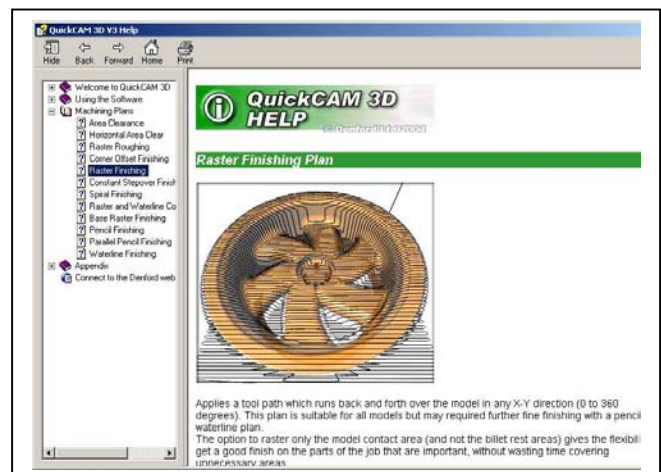 QuickCAM 3D V3 Help
Hide Back Forward Home Print
Welcome to QuickCAM 3D
Using the Software
Machining Plans
Area Clearance
Horizontal Area Clear
Raster Roughing
Corner Offset Finishing
Raster Finishing
Constant Stepover Finish
Spiral Finishing
Raster and Waterline Co
Base Raster Finishing
Pencil Finishing
Parallel Pencil Finishing
Waterline Finishing
Appendix
Connect to the Denford web
QuickCAM 3D
HELP
Raster Finishing Plan
Applies a tool path which runs back and forth over the model in any X-Y direction (0 to 360
degrees). This plan is suitable for all models but may required further fine finishing with a penci
waterline plan.
The option to raster only the model contact area (and not the billet rest areas) gives the flexibil
get a good finish on the parts of the job that are important, without wasting time covering
unnecessary areas